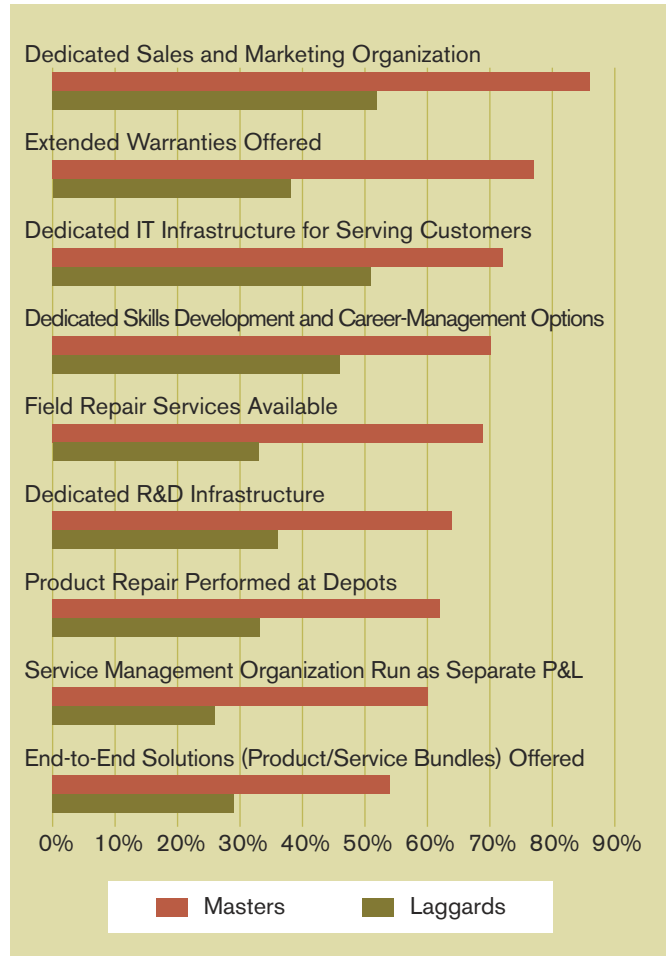 Dedicated Sales and Marketing Organization
Extended Warranties Offered
Dedicated IT Infrastructure for Serving Customers
Dedicated Skills Development and Career-Management Options
Field Repair Services Available
Dedicated R&D Infrastructure
Product Repair Performed at Depots
Service Management Organization Run as Separate P&L
End-to-End Solutions (Product/Service Bundles) Offered
0% 10% 20% 30% 40% 50% 60% 70% 80% 90%
Masters Laggards